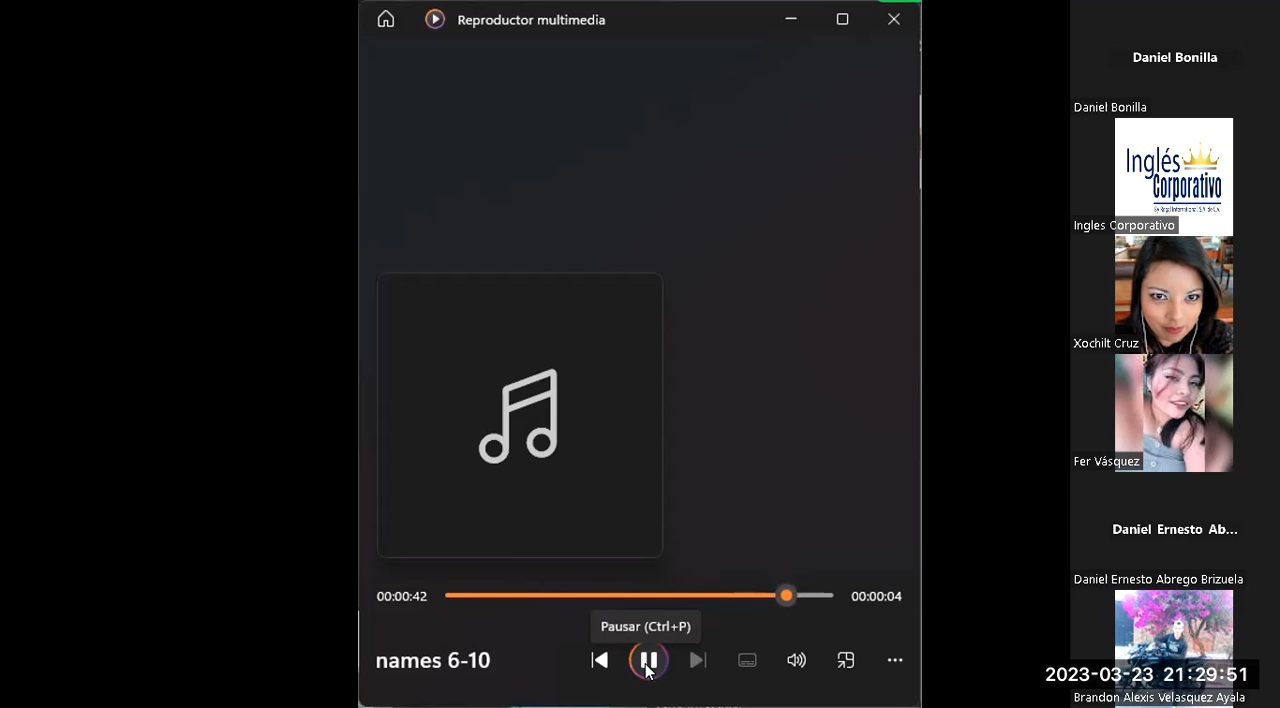 Reproductor multimedia
00:00:42
00:00:04
Pausar (Ctrl+P)
names 6-10
Daniel Bonilla
Daniel Bonilla
Inglés
Corporativo
Ingles Corporativo
Xochilt Cruz
Fer Vásquez
Daniel Ernesto Ab...
Daniel Ernesto Abrego Brizuela
2023-03-23 21:29:51
Brandon Alexis Velasquez Ayala